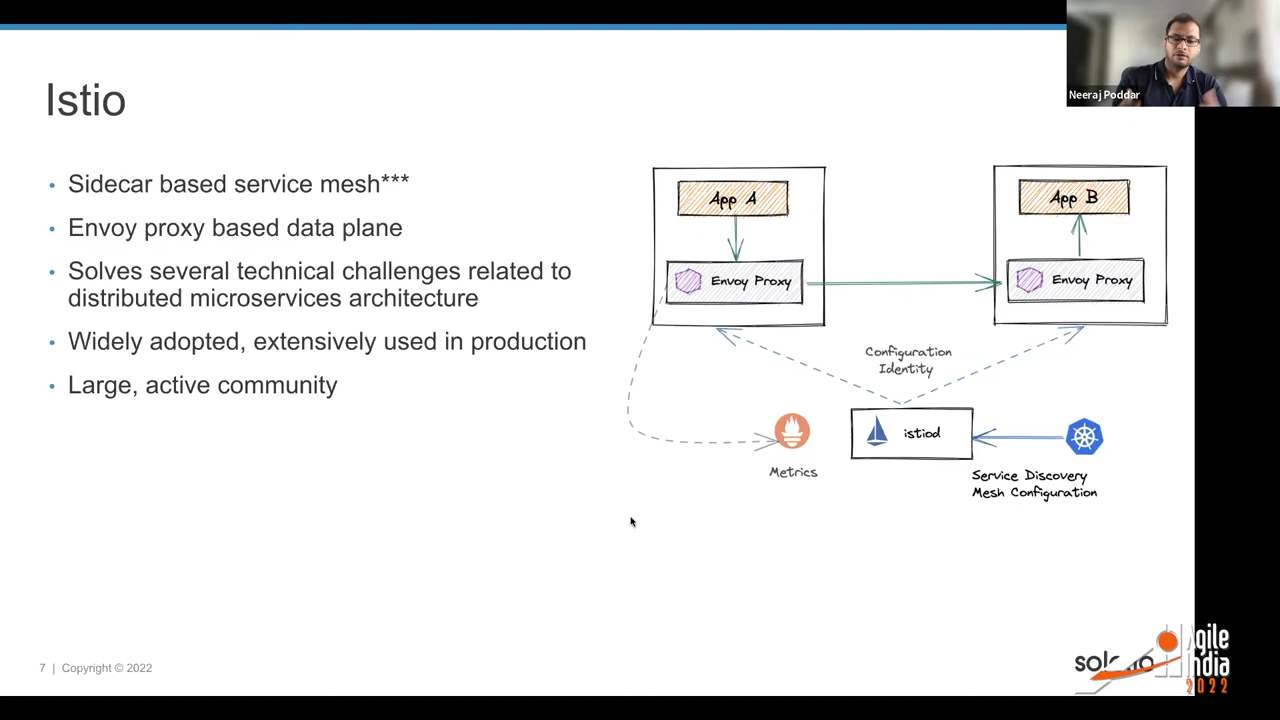 Neeraj Poddar
Istio
• Sidecar based service mesh***
• Envoy proxy based data plane
• Solves several technical challenges related to
distributed microservices architecture
• Widely adopted, extensively used in production
• Large, active community
App A
Envoy Proxy
App B
Envoy Proxy
Configuration
Identity
istiod
Metrics
Service Discovery
Mesh Configuration
7 | Copyright © 2022
Agile
India
2022